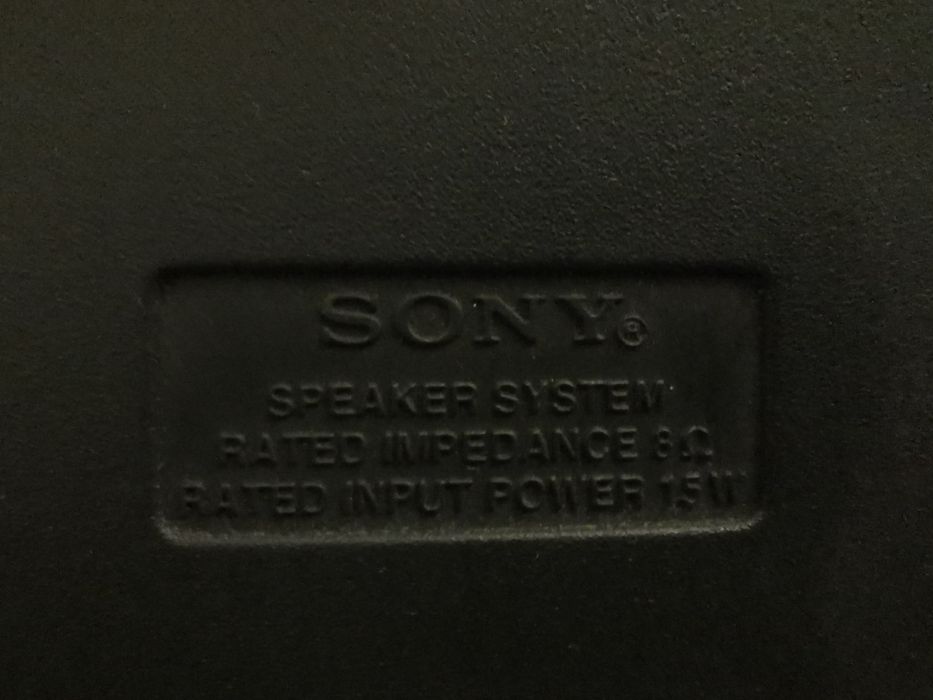 SONY®
SPEAKER SYSTEM
RATED IMPEDANCE 8Ω
RATED INPUT POWER 15W